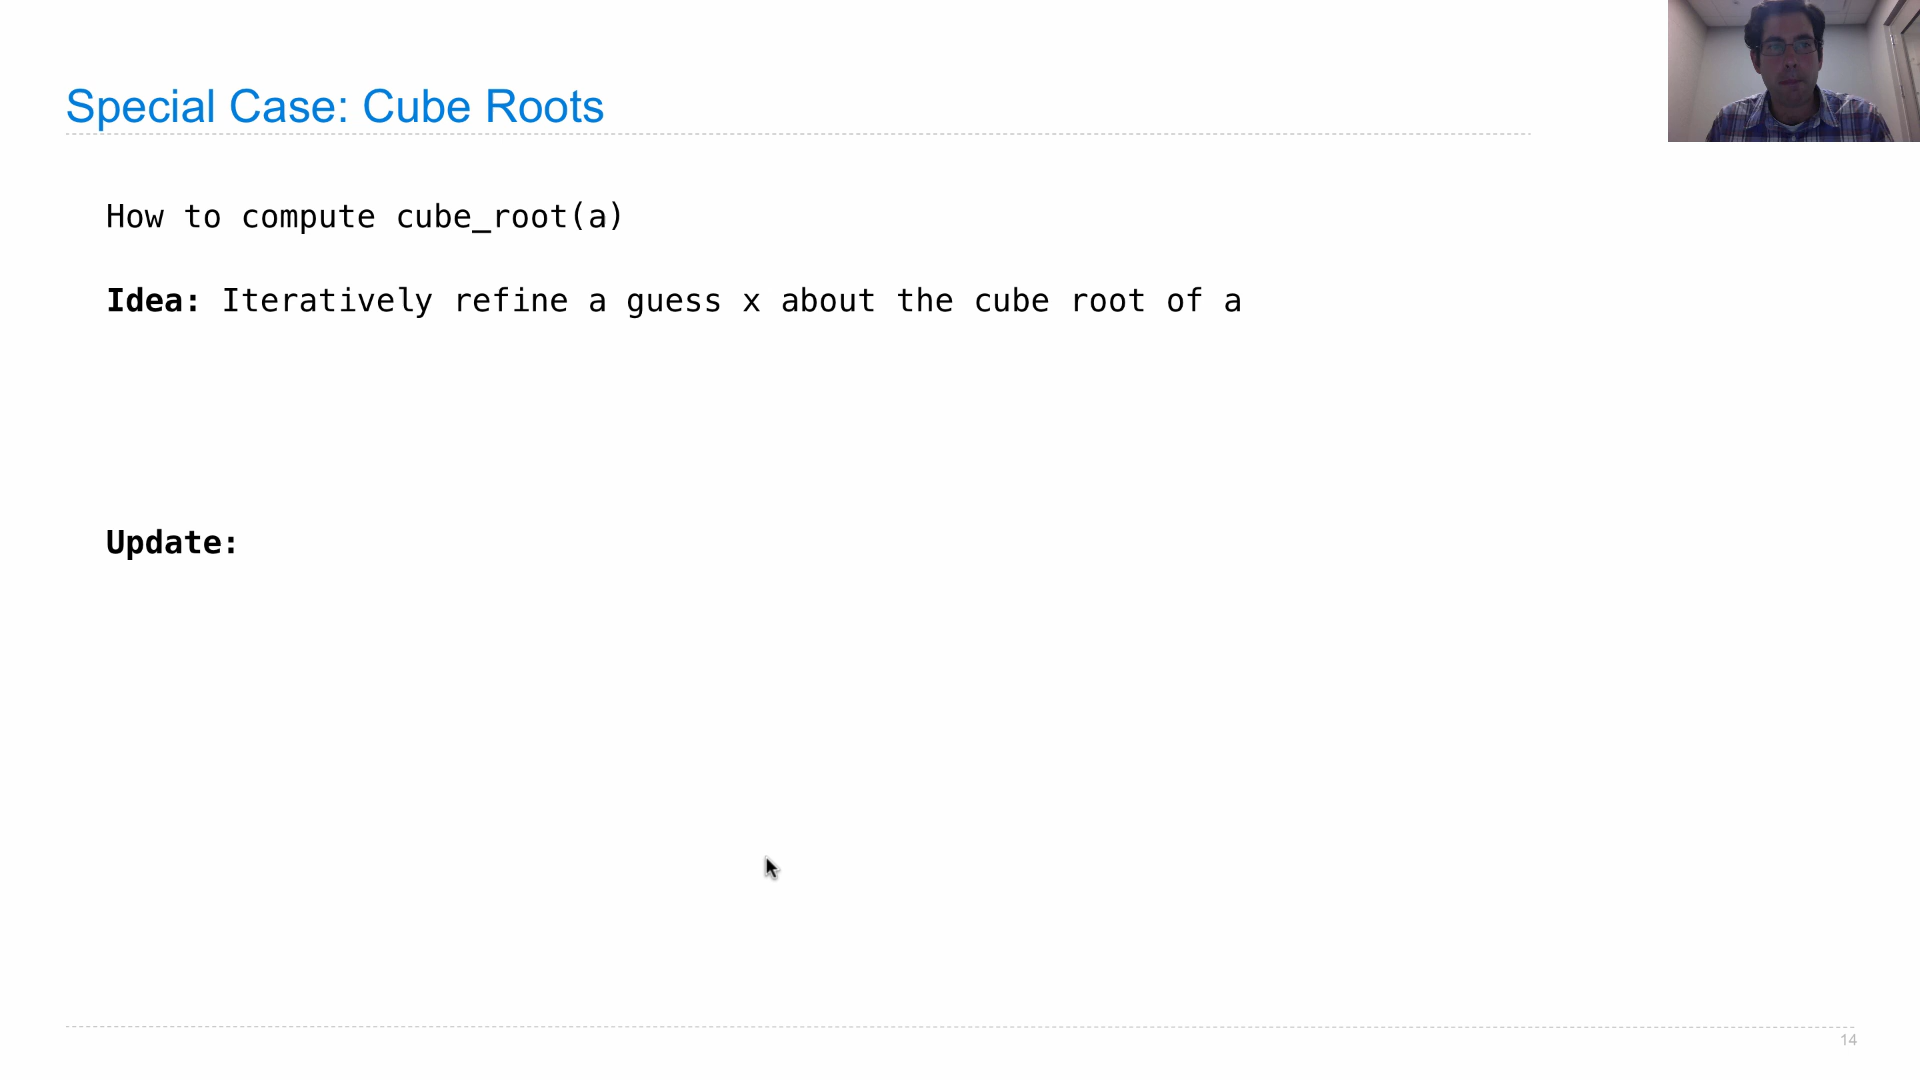 Special Case: Cube Roots
How to compute cube_root(a)
Idea: Iteratively refine a guess x about the cube root of a
Update:
14